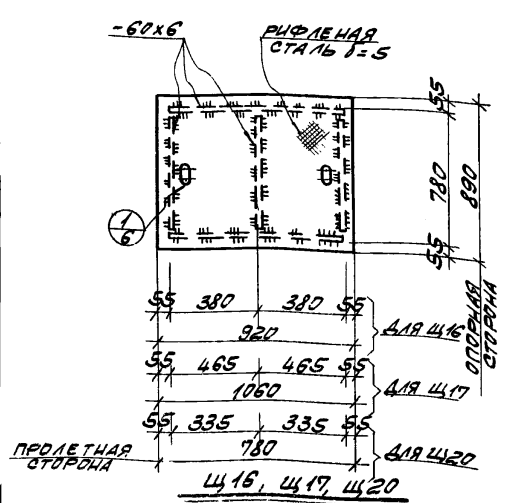 -60x6
РИФЛЕНАЯ
СТАЛЬ δ=5
55
780
890
55
1
6
ОПОРНАЯ
СТОРОНА
55 380 380 55
920
ДЛЯ Щ16
55 465 465 55
1060
ДЛЯ Щ17
55 335 335 55
780
ДЛЯ Щ20
ПРОЛЕТНАЯ
СТОРОНА
Щ16, Щ17, Щ20